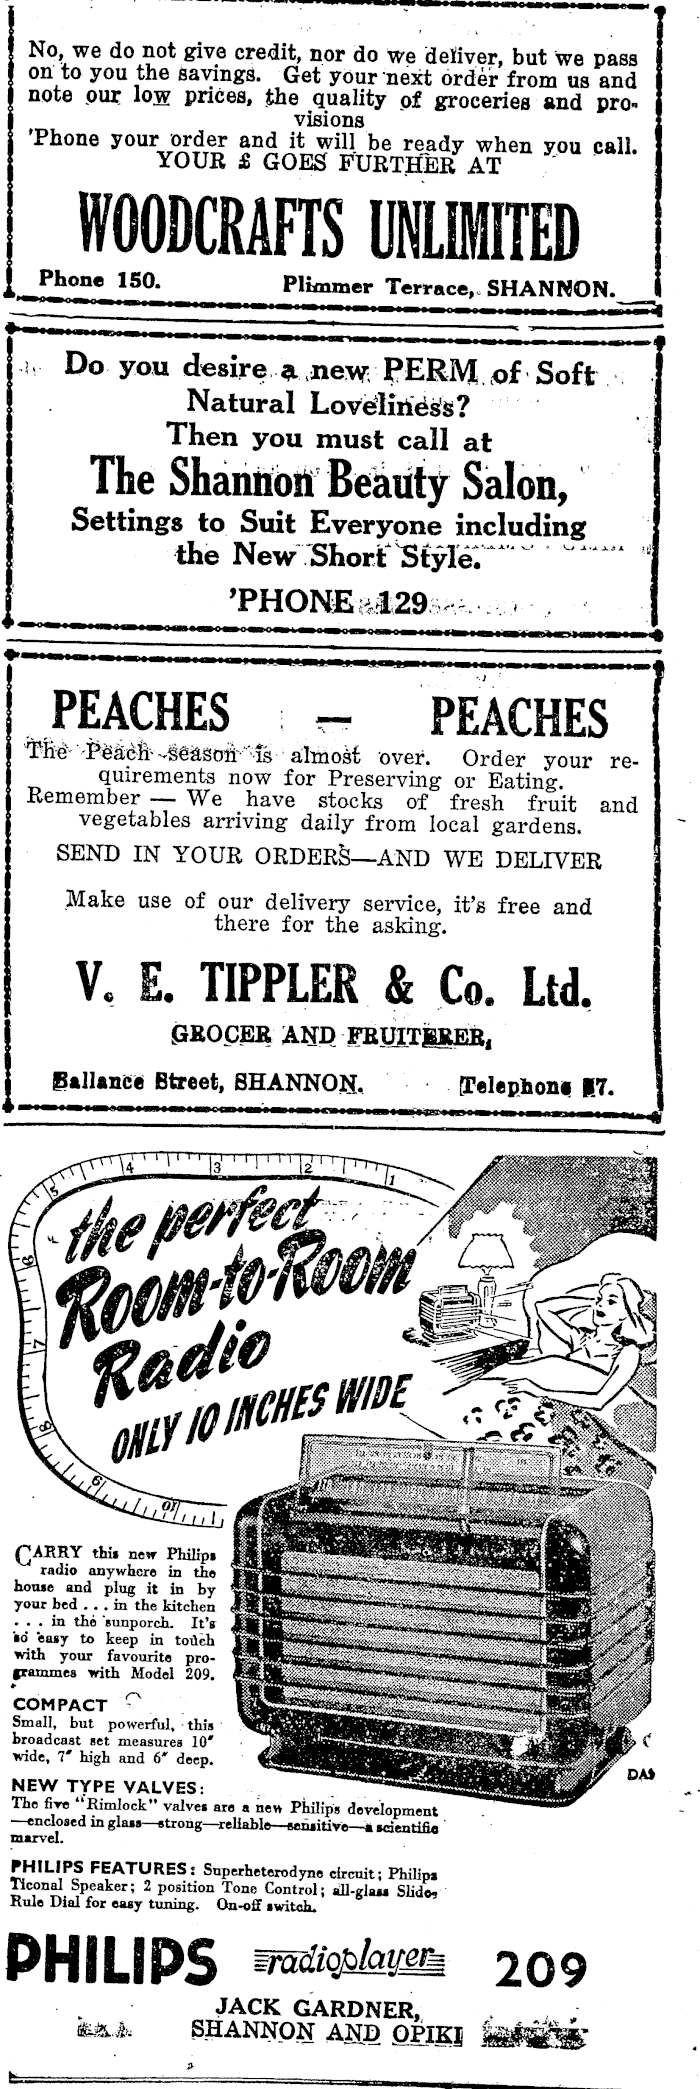 No, we do not give credit, nor do we deliver, but we pass
on to you the savings. Get your next order from us and
note our low prices, the quality of groceries and pro-
visions
'Phone your order and it will be ready when you call.
YOUR £ GOES FURTHER AT
WOODCRAFTS UNLIMITED
Phone 150. Plimmer Terrace, SHANNON.
Do you desire a new PERM of Soft
Natural Loveliness?
Then you must call at
The Shannon Beauty Salon,
Settings to Suit Everyone including
the New Short Style.
'PHONE 129
PEACHES — PEACHES
The Peach season is almost over. Order your re-
quirements now for Preserving or Eating.
Remember — We have stocks of fresh fruit and
vegetables arriving daily from local gardens.
SEND IN YOUR ORDERS—AND WE DELIVER
Make use of our delivery service, it's free and
there for the asking.
V. E. TIPPLER & Co. Ltd.
GROCER AND FRUITERER,
Ballance Street, SHANNON. Telephone 7.
1 2 3 4 5 6 7 8 9 10
the perfect
Room-to-Room
Radio
ONLY 10 INCHES WIDE
CARRY this new Philips
radio anywhere in the
house and plug it in by
your bed . . . in the kitchen
. . . in the sunporch. It's
so easy to keep in touch
with your favourite pro-
grammes with Model 209.
COMPACT
Small, but powerful, this
broadcast set measures 10"
wide, 7" high and 6" deep.
DAS
NEW TYPE VALVES:
The five "Rimlock" valves are a new Philips development
—enclosed in glass—strong—reliable—sensitive—a scientific
marvel.
PHILIPS FEATURES: Superheterodyne circuit; Philips
Ticonal Speaker; 2 position Tone Control; all-glass Slide-
Rule Dial for easy tuning. On-off switch.
PHILIPS radioplayer 209
JACK GARDNER,
SHANNON AND OPIKI